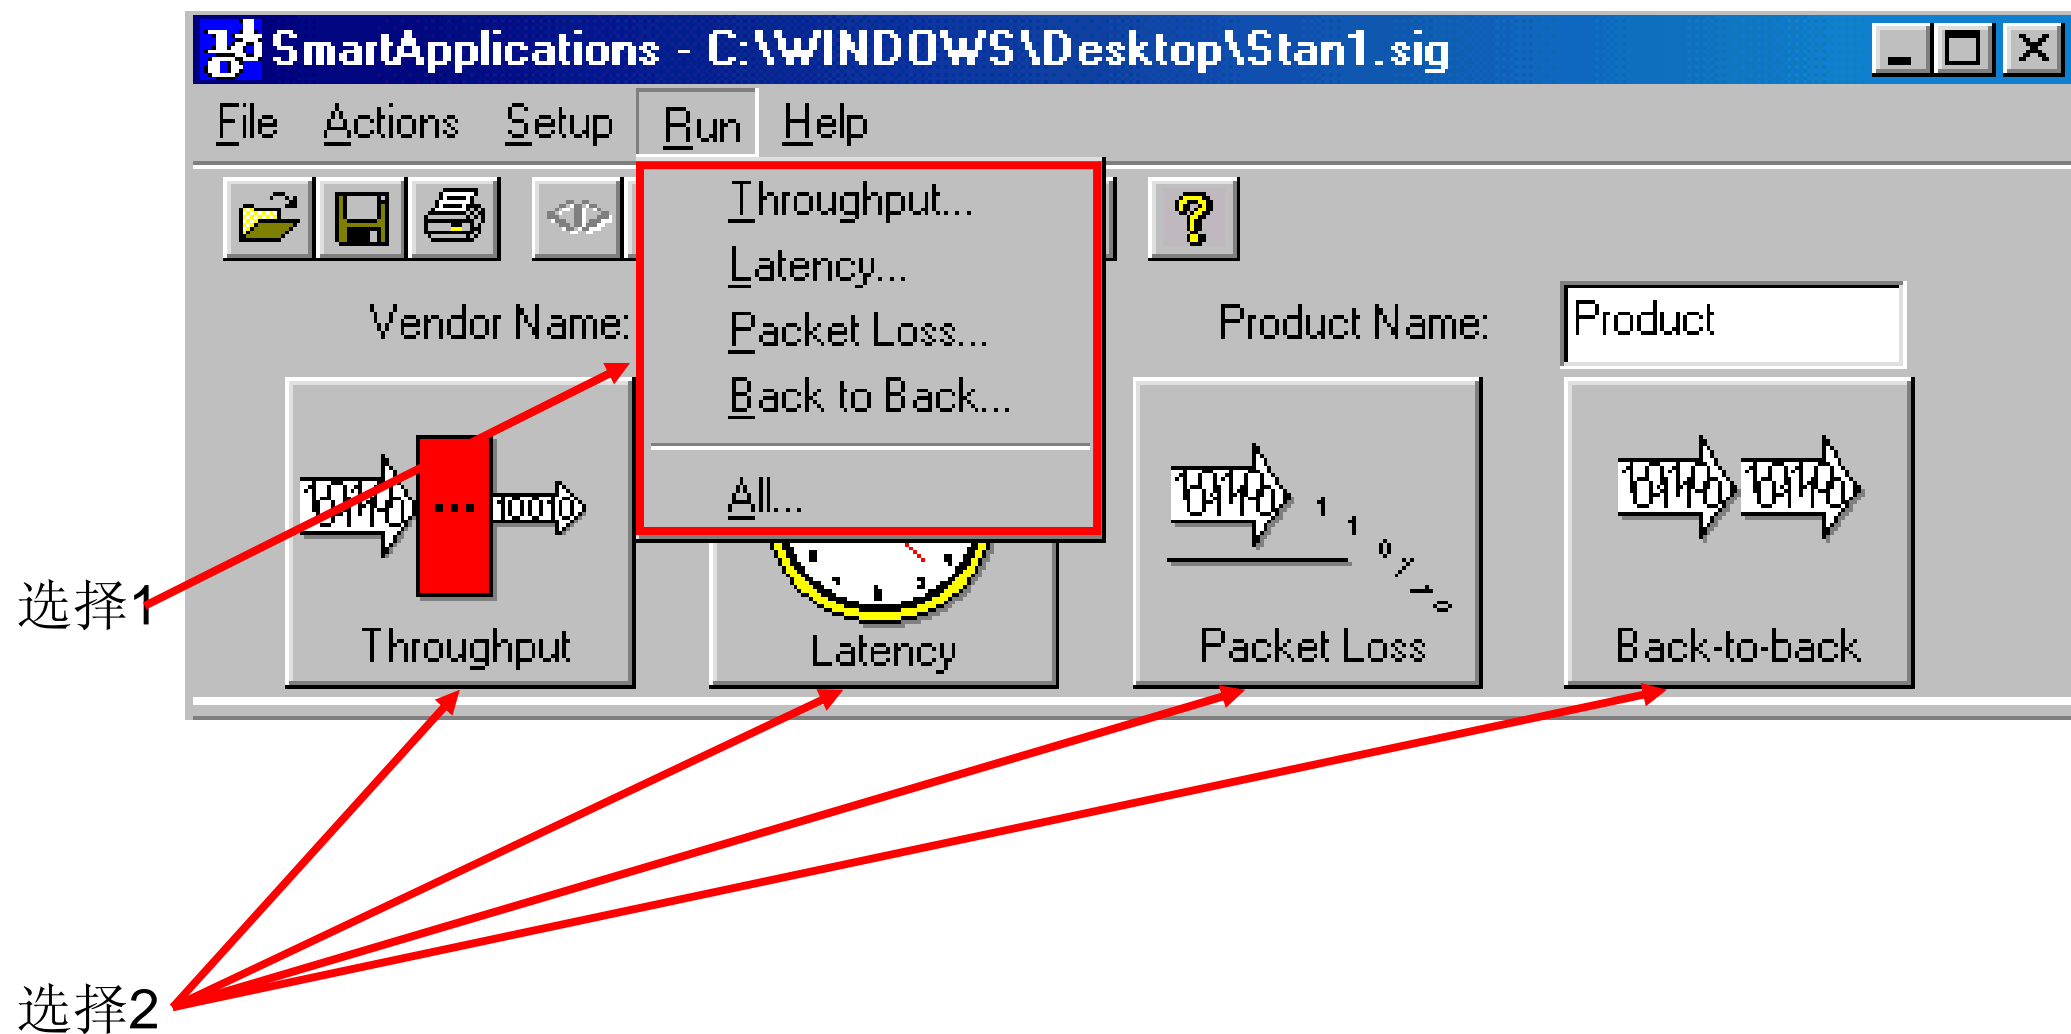 SmartApplications - C:\WINDOWS\Desktop\Stan1.sig
File Actions Setup Run Help
Throughput...
Latency...
Packet Loss...
Back to Back...
All...
Vendor Name:
Product Name:
Product
Throughput
Latency
Packet Loss
Back-to-back
选择1
选择2